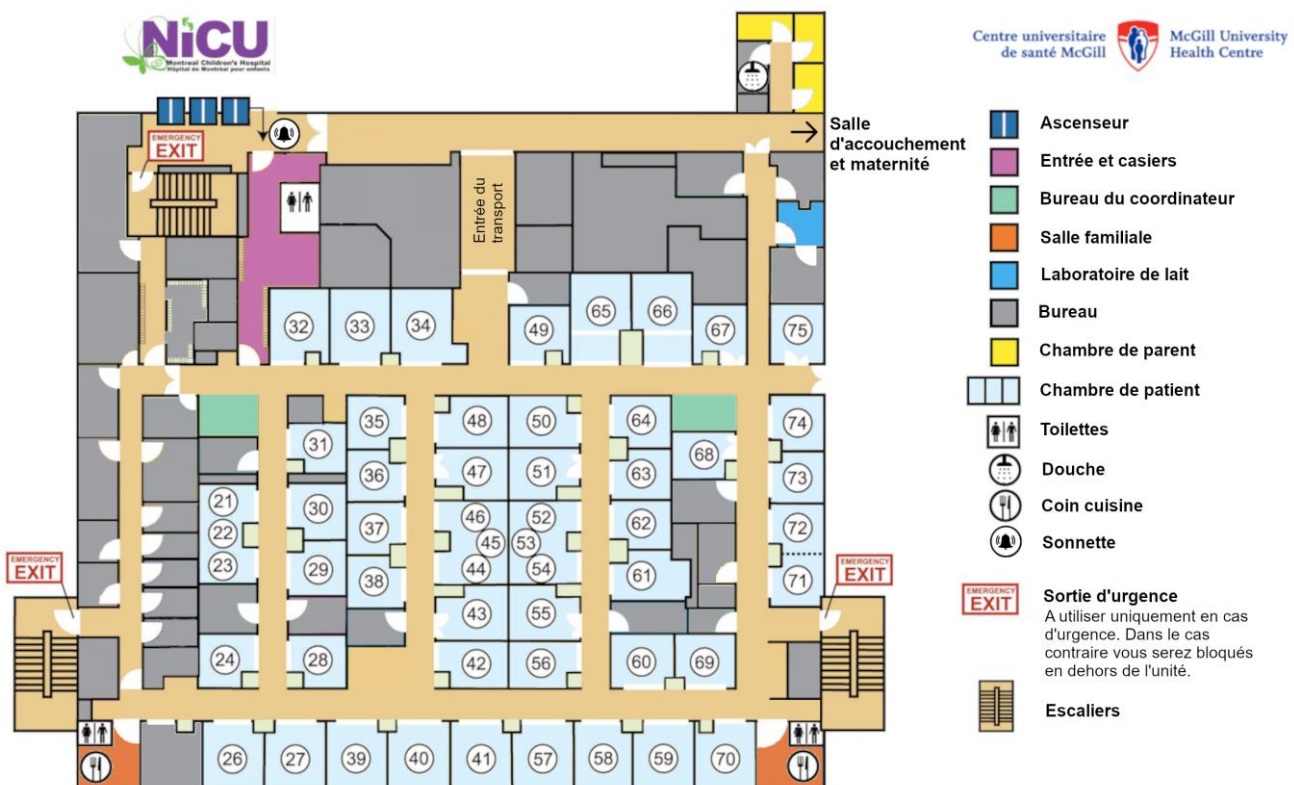 NiCU
Montreal Children's Hospital
Hôpital de Montréal pour enfants
Centre universitaire
de santé McGill
McGill University
Health Centre
EMERGENCY
EXIT
Salle
d'accouchement
et maternité
Entrée du
transport
32
33
34
49
65
66
67
75
35
48
50
64
74
31
68
36
47
51
63
73
21
22
23
30
37
46
45
44
52
53
54
62
72
29
38
61
71
EMERGENCY
EXIT
EMERGENCY
EXIT
43
55
24
28
42
56
60
69
26
27
39
40
41
57
58
59
70
Ascenseur
Entrée et casiers
Bureau du coordinateur
Salle familiale
Laboratoire de lait
Bureau
Chambre de parent
Chambre de patient
Toilettes
Douche
Coin cuisine
Sonnette
EMERGENCY
EXIT
Sortie d'urgence
A utiliser uniquement en cas
d'urgence. Dans le cas
contraire vous serez bloqués
en dehors de l'unité.
Escaliers